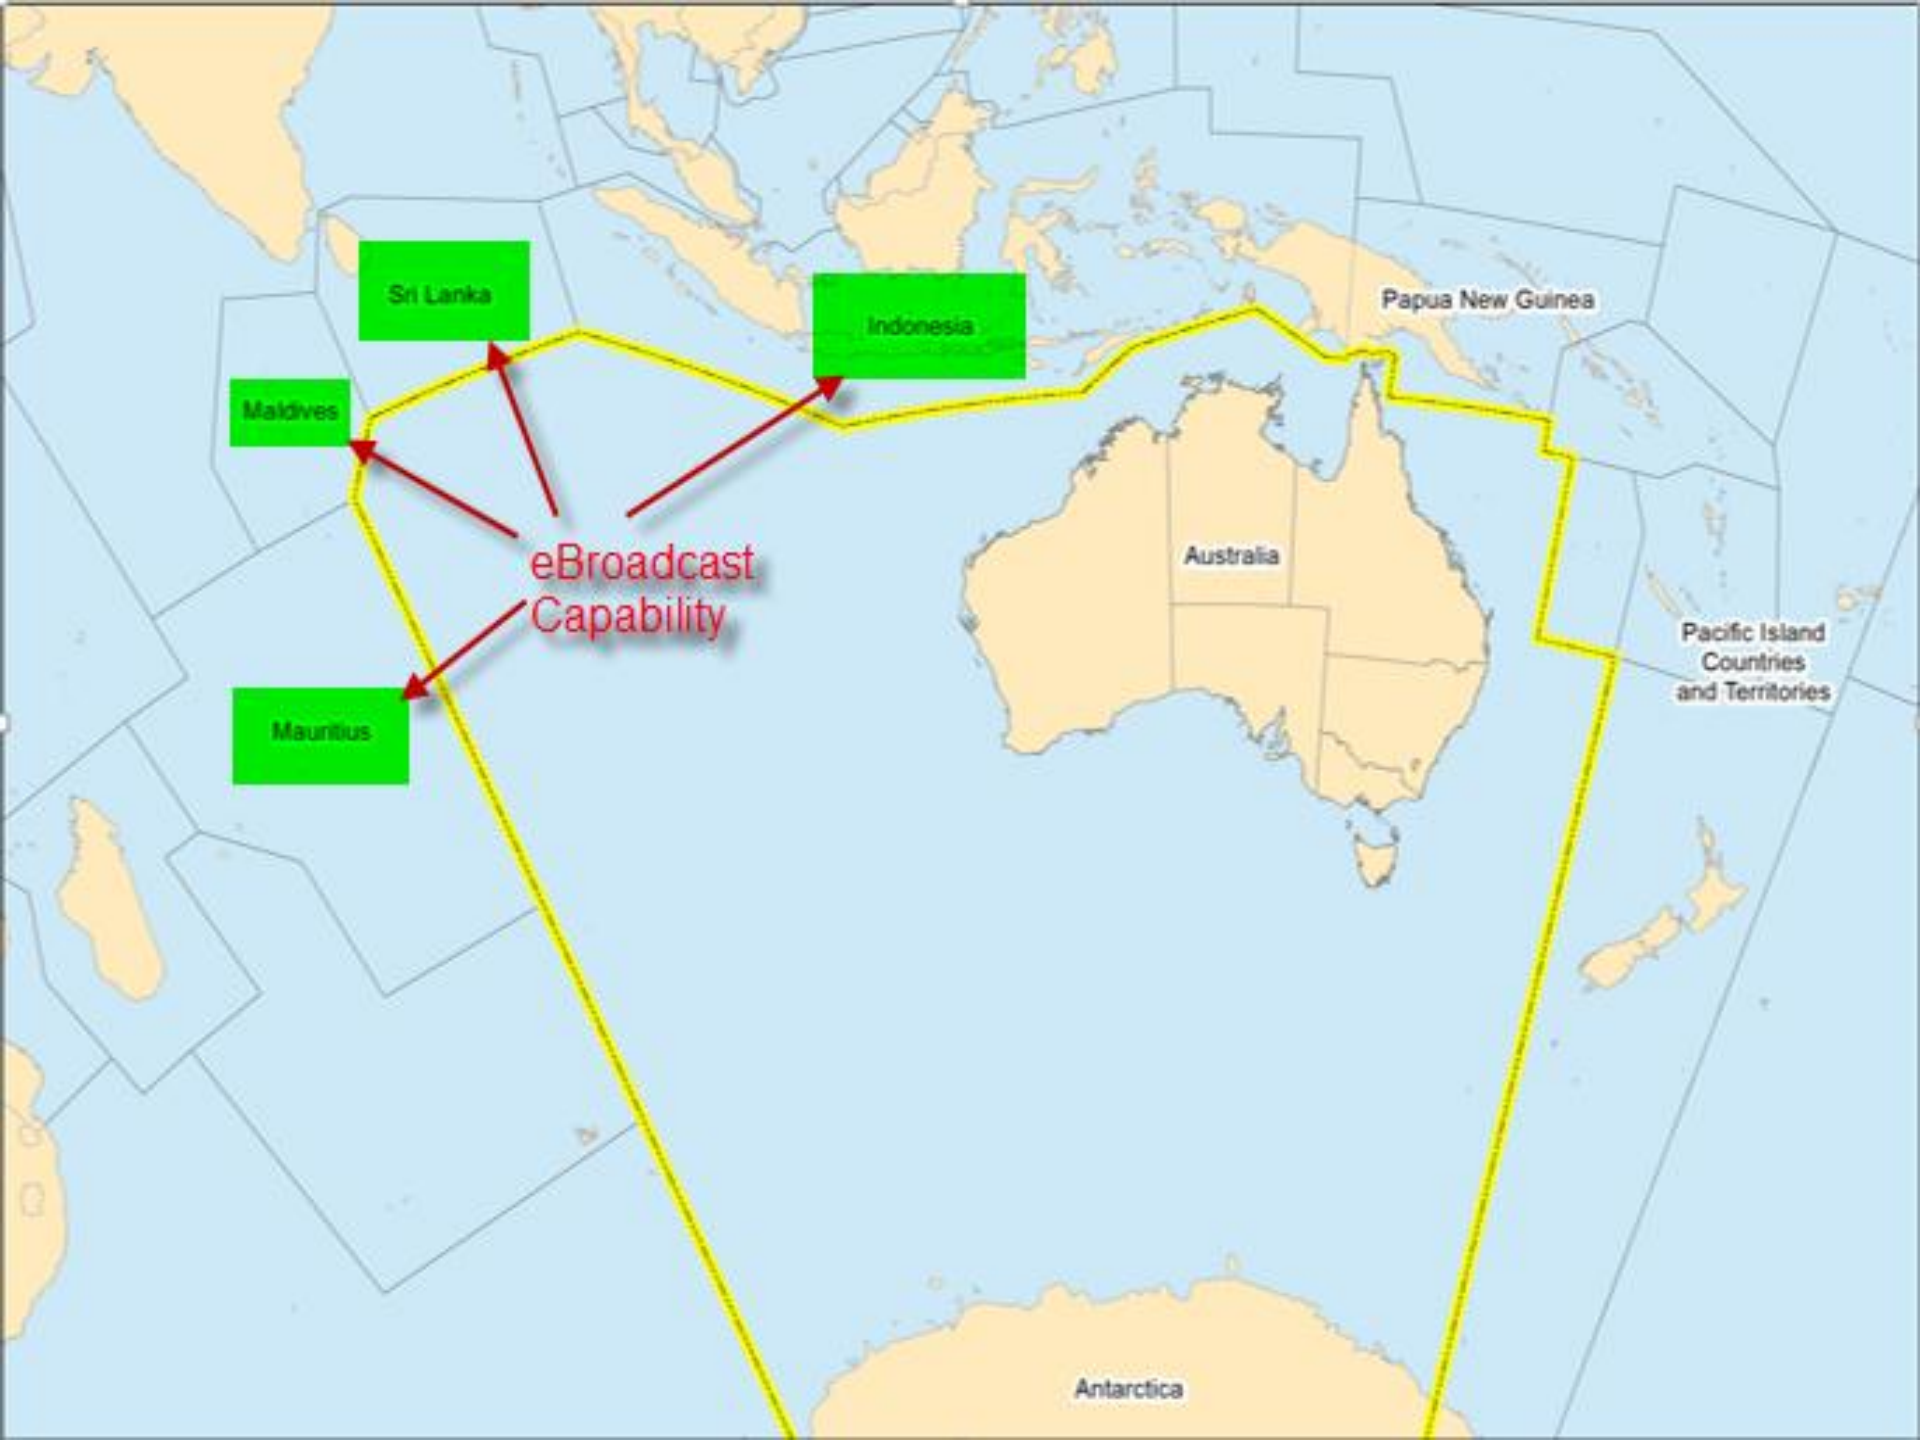 Sri Lanka
Indonesia
Papua New Guinea
Maldives
eBroadcast
Capability
Australia
Pacific Island
Countries
and Territories
Mauritius
Antarctica